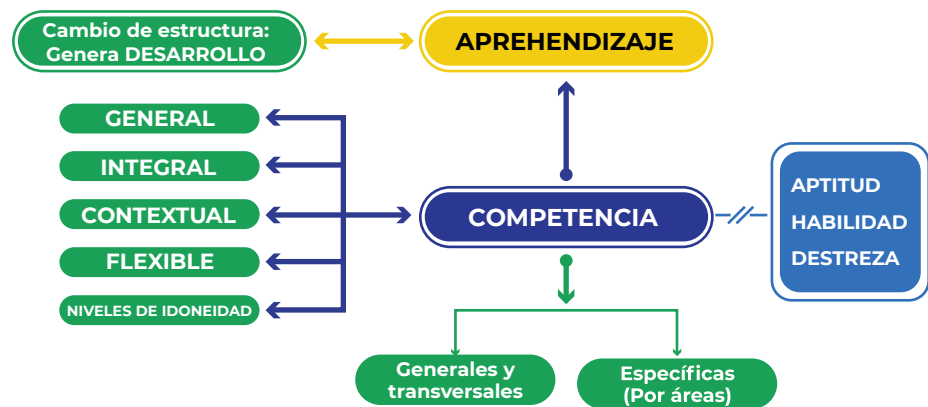 Cambio de estructura:
Genera DESARROLLO
APREHENDIZAJE
GENERAL
INTEGRAL
CONTEXTUAL
FLEXIBLE
NIVELES DE IDONEIDAD
COMPETENCIA
APTITUD
HABILIDAD
DESTREZA
Generales y
transversales
Específicas
(Por áreas)